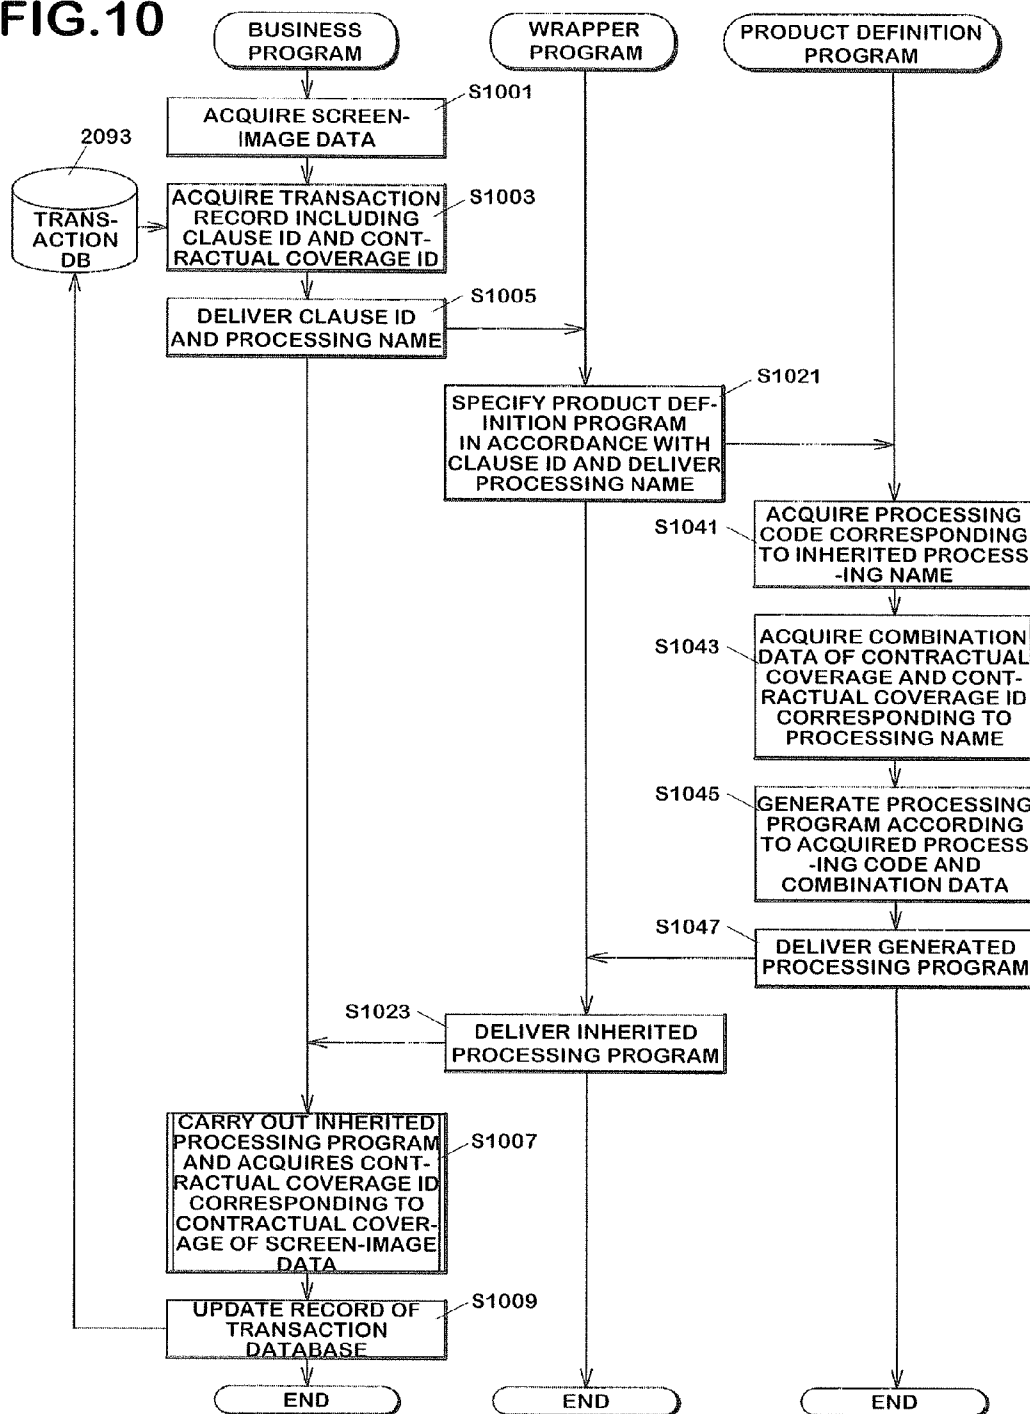 FIG.10
BUSINESS
PROGRAM
WRAPPER
PROGRAM
PRODUCT DEFINITION
PROGRAM
S1001
ACQUIRE SCREEN-
IMAGE DATA
2093
TRANS-
ACTION
DB
S1003
ACQUIRE TRANSACTION
RECORD INCLUDING
CLAUSE ID AND CONT-
RACTUAL COVERAGE ID
S1005
DELIVER CLAUSE ID
AND PROCESSING NAME
S1021
SPECIFY PRODUCT DEF-
INITION PROGRAM
IN ACCORDANCE WITH
CLAUSE ID AND DELIVER
PROCESSING NAME
S1041
ACQUIRE PROCESSING
CODE CORRESPONDING
TO INHERITED PROCESS
-ING NAME
S1043
ACQUIRE COMBINATION
DATA OF CONTRACTUAL
COVERAGE AND CONT-
RACTUAL COVERAGE ID
CORRESPONDING TO
PROCESSING NAME
S1045
GENERATE PROCESSING
PROGRAM ACCORDING
TO ACQUIRED PROCESS
-ING CODE AND
COMBINATION DATA
S1047
DELIVER GENERATED
PROCESSING PROGRAM
S1023
DELIVER INHERITED
PROCESSING PROGRAM
CARRY OUT INHERITED
PROCESSING PROGRAM
AND ACQUIRES CONT-
RACTUAL COVERAGE ID
CORRESPONDING TO
CONTRACTUAL COVER-
AGE OF SCREEN-IMAGE
DATA
S1007
UPDATE RECORD OF
TRANSACTION
DATABASE
S1009
END
END
END